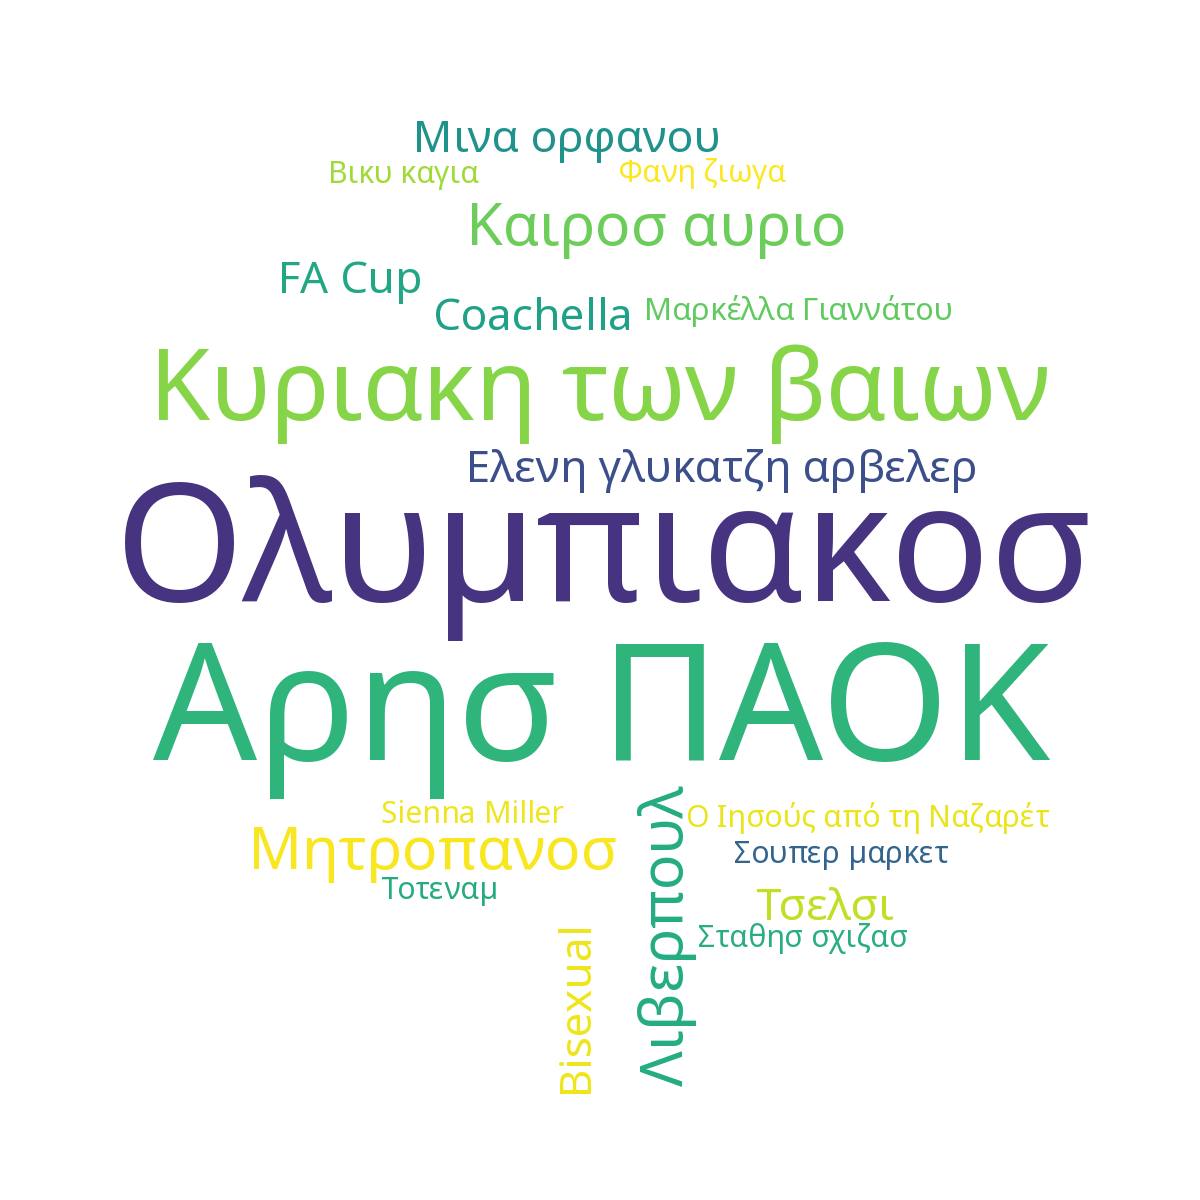 Μινα ορφανου
Βικυ καγια
Φανη ζιωγα
Καιροσ αυριο
FA Cup
Coachella
Μαρκέλλα Γιαννάτου
Κυριακη των βαιων
Ελενη γλυκατζη αρβελερ
Ολυμπιακοσ
Αρησ ΠΑΟΚ
Sienna Miller
Ο Ιησούς από τη Ναζαρέτ
Μητροπανοσ
Σουπερ μαρκετ
Τοτεναμ
Τσελσι
Σταθησ σχιζασ
Bisexual
Λιβερπουλ